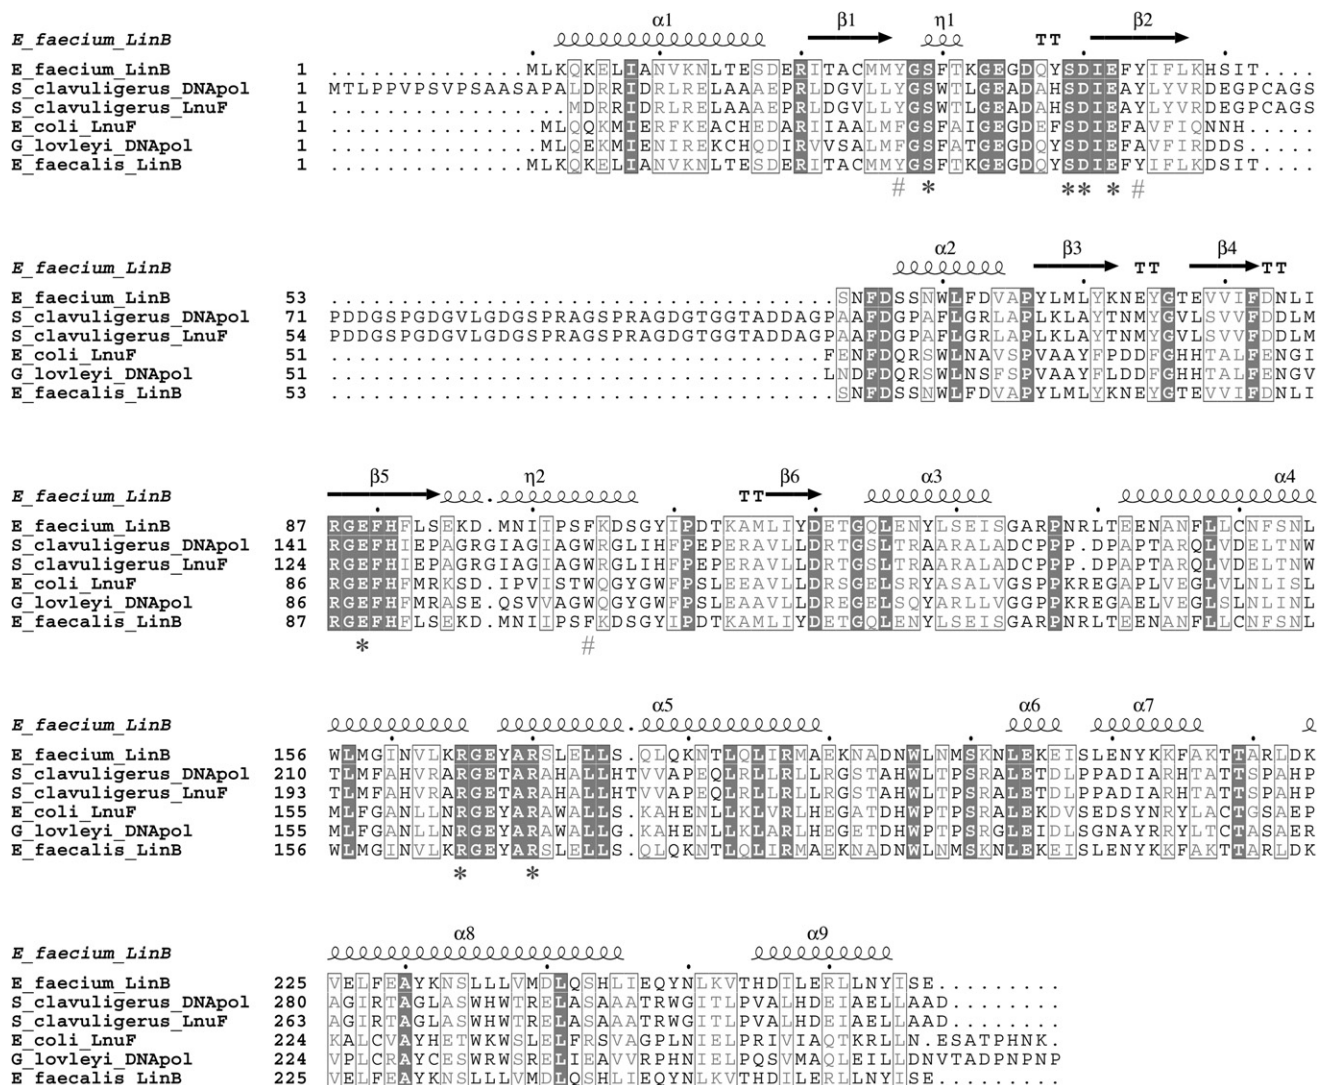 α1 β1 η1 TT β2
E_faecium_LinB
E_faecium_LinB 1 ..............MLKQKELIANVKNLTESDERITACMMYGSFTKGEGDQYSDIEFYIFLKHSIT....
S_clavuligerus_DNApol 1 MTLPPVPSVPSAASAPALDRRIDRLRELAAAEPRLDGVLLYGSWTLGEADAHSDIEAYLYVRDEGPCAGS
S_clavuligerus_LnuF 1 .................MDRRIDRLRELAAAEPRLDGVLLYGSWTLGEADAHSDIEAYLYVRDEGPCAGS
E_coli_LnuF 1 ...............MLQQKMIERFKEACHEDARIIAALMFGSFAIGEGDEFSDIEFAVFIQNNH.....
G_lovleyi_DNApol 1 ...............MLQEKMIENIREKCHQDIRVVSALMFGSFATGEGDEFSDIEFAVFIRDDS.....
E_faecalis_LinB 1 ..............MLKQKELIANVKNLTESDERITACMMYGSFTKGEGDQYSDIEFYIFLKDSIT....
# * ** * #
α2 β3 TT β4 TT
E_faecium_LinB
E_faecium_LinB 53 ....................................SNFDSSNWLFDVAPYLMLYKNEYGTEVVIFDNLI
S_clavuligerus_DNApol 71 PDDGSPGDGVLGDGSPRAGSPRAGDGTGGTADDAGPAAFDGPAFLGRLAPLKLAYTNMYGVLSVVFDDLM
S_clavuligerus_LnuF 54 PDDGSPGDGVLGDGSPRAGSPRAGDGTGGTADDAGPAAFDGPAFLGRLAPLKLAYTNMYGVLSVVFDDLM
E_coli_LnuF 51 ...................................FENFDQRSWLNAVSPVAAYFPDDFGHHTALFENGI
G_lovleyi_DNApol 51 ...................................LNDFDQRSWLNSFSPVAAYFLDDFGHHTALFENGV
E_faecalis_LinB 53 ....................................SNFDSSNWLFDVAPYLMLYKNEYGTEVVIFDNLI
β5 η2 TT β6 α3 α4
E_faecium_LinB
E_faecium_LinB 87 RGEFHFLSEKD.MNIIPSFKDSGYIPDTKAMLIYDETGQLENYLSEISGARPNRLTEENANFLLCNFSNL
S_clavuligerus_DNApol 141 RGEFHIEPAGRGIAGIAGWRGLIHFPEPERAVLLDRTGSLTRAARALADCPPP.DPAPTARQLVDELTNW
S_clavuligerus_LnuF 124 RGEFHIEPAGRGIAGIAGWRGLIHFPEPERAVLLDRTGSLTRAARALADCPPP.DPAPTARQLVDELTNW
E_coli_LnuF 86 RGEFHFMRKSD.IPVISTWQGYGWFPSLEEAVLLDRSGELSRYASALVGSPPKREGAPLVEGLVLNLISL
G_lovleyi_DNApol 86 RGEFHFMRASE.QSVVAGWQGYGWFPSLEAAVLLDREGELSQYARLLVGGPPKREGAELVEGLSLNLINL
E_faecalis_LinB 87 RGEFHFLSEKD.MNIIPSFKDSGYIPDTKAMLIYDETGQLENYLSEISGARPNRLTEENANFLLCNFSNL
* #
α5 α6 α7
E_faecium_LinB
E_faecium_LinB 156 WLMGINVLKRGEYARSLELLS.QLQKNTLQLIRMAEKNADNWLNMSKNLEKEISLENYKKFAKTTARLDK
S_clavuligerus_DNApol 210 TLMFAHVRARGEYARAHALLHTVVAPEQLRLLRLLRGSTAHWLTPSRALETDLPPADIARHTATTSPAHP
S_clavuligerus_LnuF 193 TLMFAHVRARGEYARAHALLHTVVAPEQLRLLRLLRGSTAHWLTPSRALETDLPPADIARHTATTSPAHP
E_coli_LnuF 155 MLFGANLLNRGEYARAWALLS.KAHENLLKLVRLHEGATDHWPTPSRALEKDVSEDSYNRYLACTGSAEP
G_lovleyi_DNApol 155 MLFGANLLNRGEYARAWALLG.KAHENLLKLARLHEGETDHWPTPSRGLEIDLSGNAYRRYLTCTASAER
E_faecalis_LinB 156 WLMGINVLKRGEYARSLELLS.QLQKNTLQLIRMAEKNADNWLNMSKNLEKEISLENYKKFAKTTARLDK
* *
α8 α9
E_faecium_LinB
E_faecium_LinB 225 VELFEAYKNSLLLVMDLQSHLIEQYNLKVTHDILERLLNYISE.........
S_clavuligerus_DNApol 280 AGIRTAGLASWHWTRELASAAATRWGITLPVALHDEIAELLAAD........
S_clavuligerus_LnuF 263 AGIRTAGLASWHWTRELASAAATRWGITLPVALHDEIAELLAAD........
E_coli_LnuF 224 KALCVAYHETWKWSLELFRSVAGPLNIELPRIVIAQTKRLLN.ESATPHNK.
G_lovleyi_DNApol 224 VPLCRAYCESWRWSRELIEAVVRPHNIELPQSVMAQLEILLDNVTADPNPNP
E_faecalis_LinB 225 VELFEAYKNSLLLVMDLQSHLIEQYNLKVTHDILERLLNYISE.........